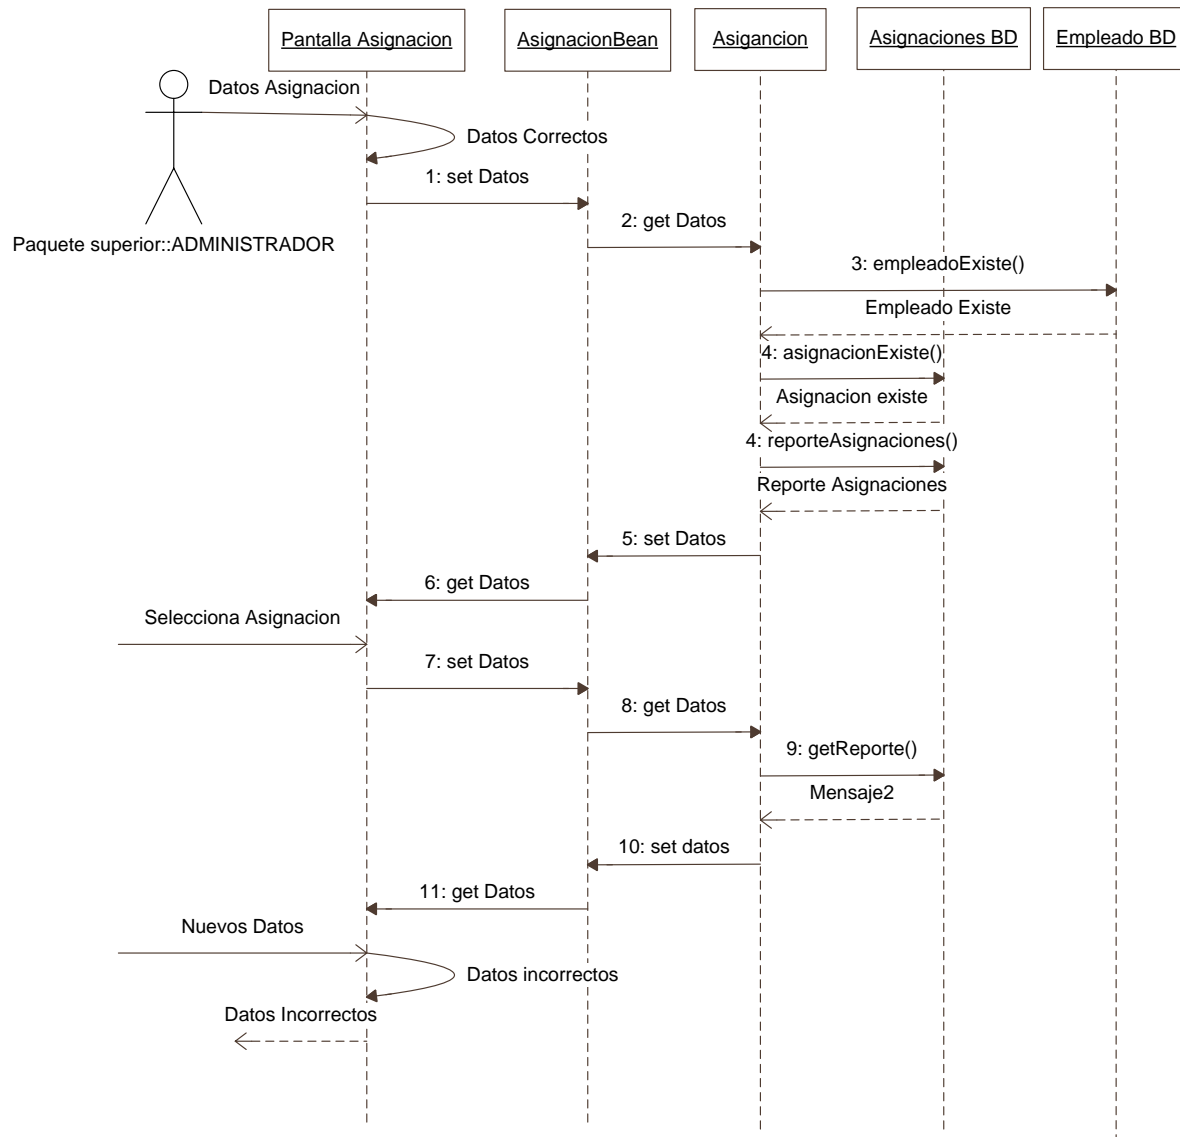 Pantalla Asignacion
AsignacionBean
Asigancion
Asignaciones BD
Empleado BD
Datos Asignacion
Datos Correctos
1: set Datos
2: get Datos
Paquete superior::ADMINISTRADOR
3: empleadoExiste()
Empleado Existe
4: asignacionExiste()
Asignacion existe
4: reporteAsignaciones()
Reporte Asignaciones
5: set Datos
6: get Datos
Selecciona Asignacion
7: set Datos
8: get Datos
9: getReporte()
Mensaje2
10: set datos
11: get Datos
Nuevos Datos
Datos incorrectos
Datos Incorrectos